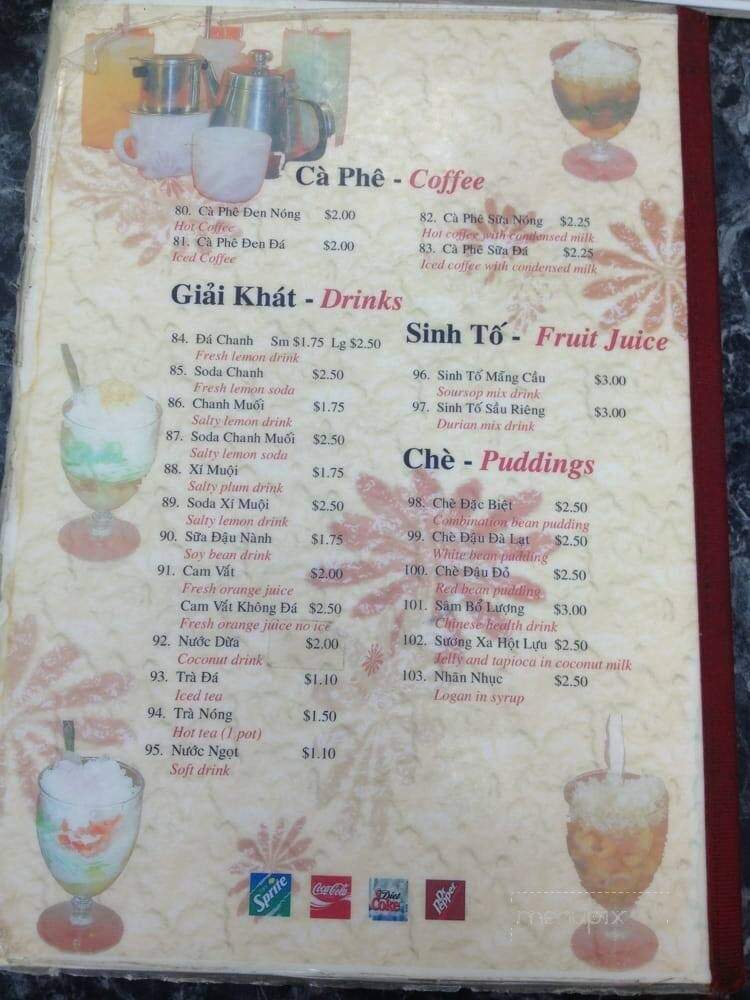 Cà Phê - Coffee
80. Cà Phê Đen Nóng $2.00
Hot Coffee
81. Cà Phê Đen Đá $2.00
Iced Coffee
82. Cà Phê Sữa Nóng $2.25
Hot coffee with condensed milk
83. Cà Phê Sữa Đá $2.25
Iced coffee with condensed milk
Giải Khát - Drinks
84. Đá Chanh Sm $1.75 Lg $2.50
Fresh lemon drink
85. Soda Chanh $2.50
Fresh lemon soda
86. Chanh Muối $1.75
Salty lemon drink
87. Soda Chanh Muối $2.50
Salty lemon soda
88. Xí Muội $1.75
Salty plum drink
89. Soda Xí Muội $2.50
Salty lemon drink
90. Sữa Đậu Nành $1.75
Soy bean drink
91. Cam Vắt $2.00
Fresh orange juice
Cam Vắt Không Đá $2.50
Fresh orange juice no ice
92. Nước Dừa $2.00
Coconut drink
93. Trà Đá $1.10
Iced tea
94. Trà Nóng $1.50
Hot tea (1 pot)
95. Nước Ngọt $1.10
Soft drink
Sinh Tố - Fruit Juice
96. Sinh Tố Mãng Cầu $3.00
Soursop mix drink
97. Sinh Tố Sầu Riêng $3.00
Durian mix drink
Chè - Puddings
98. Chè Đặc Biệt $2.50
Combination bean pudding
99. Chè Đậu Đà Lạt $2.50
White bean pudding
100. Chè Đậu Đỏ $2.50
Red bean pudding
101. Sâm Bổ Lượng $3.00
Chinese health drink
102. Sương Xa Hột Lựu $2.50
Jelly and tapioca in coconut milk
103. Nhãn Nhục $2.50
Logan in syrup
Sprite
Coca-Cola
Diet Coke
Dr Pepper
menupix